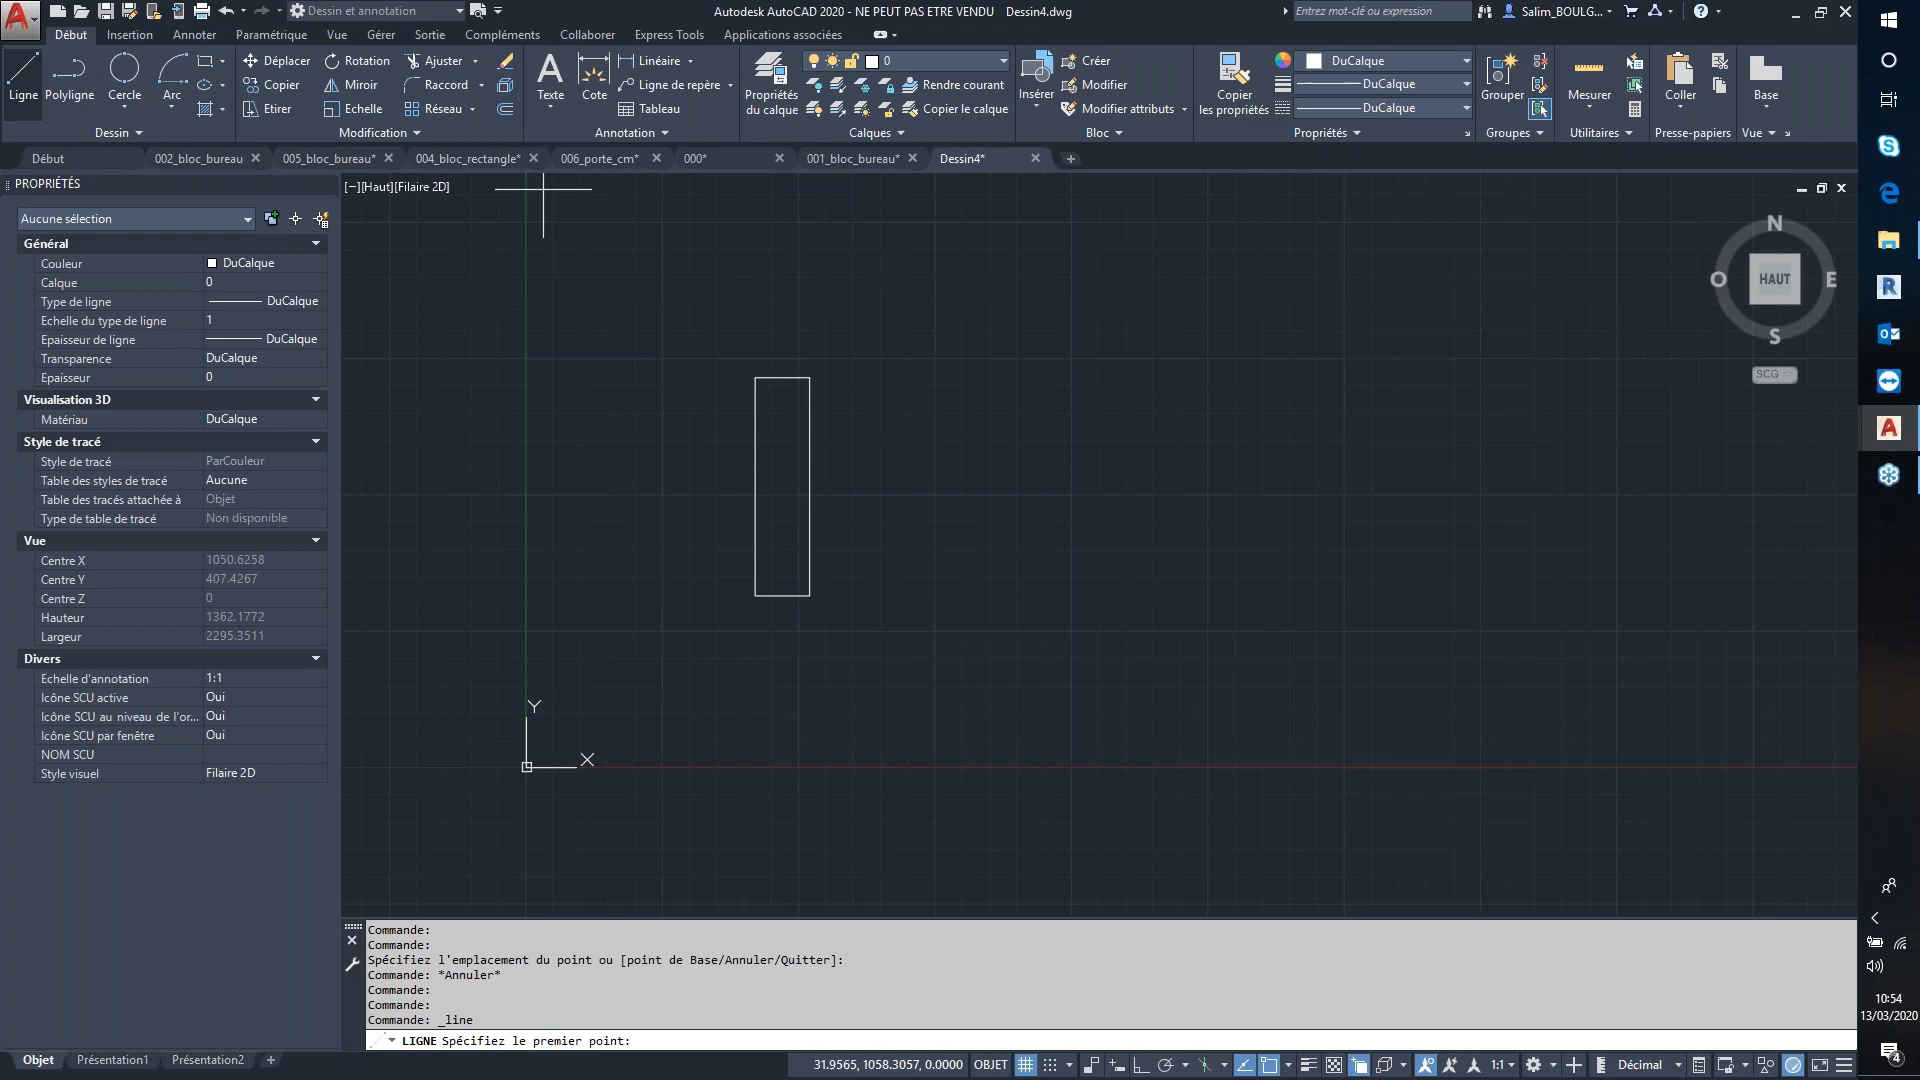 Dessin et annotation
Autodesk AutoCAD 2020 - NE PEUT PAS ETRE VENDU Dessin4.dwg
Entrez mot-clé ou expression
Salim_BOULG...
Début Insertion Annoter Paramétrique Vue Gérer Sortie Compléments Collaborer Express Tools Applications associées
Ligne Polyligne Cercle Arc
Déplacer Rotation Ajuster
Copier Miroir Raccord
Etirer Echelle Réseau
Texte Cote
Linéaire
Ligne de repère
Tableau
Propriétés du calque
0
Rendre courant
Copier le calque
Insérer
Créer
Modifier
Modifier attributs
Copier les propriétés
DuCalque
DuCalque
DuCalque
Grouper
Mesurer
Coller
Base
Dessin Modification Annotation Calques Bloc Propriétés Groupes Utilitaires Presse-papiers Vue
Début 002_bloc_bureau 005_bloc_bureau* 004_bloc_rectangle* 006_porte_cm* 000* 001_bloc_bureau* Dessin4*
PROPRIÉTÉS
Aucune sélection
Général
Couleur DuCalque
Calque 0
Type de ligne DuCalque
Echelle du type de ligne 1
Epaisseur de ligne DuCalque
Transparence DuCalque
Epaisseur 0
Visualisation 3D
Matériau DuCalque
Style de tracé
Style de tracé ParCouleur
Table des styles de tracé Aucune
Table des tracés attachée à Objet
Type de table de tracé Non disponible
Vue
Centre X 1050.6258
Centre Y 407.4267
Centre Z 0
Hauteur 1362.1772
Largeur 2295.3511
Divers
Echelle d'annotation 1:1
Icône SCU active Oui
Icône SCU au niveau de l'or... Oui
Icône SCU par fenêtre Oui
NOM SCU
Style visuel Filaire 2D
[−][Haut][Filaire 2D]
N
O HAUT E
S
SCG
Y
X
Commande:
Commande:
Spécifiez l'emplacement du point ou [point de Base/Annuler/Quitter]:
Commande: *Annuler*
Commande:
Commande:
Commande: _line
LIGNE Spécifiez le premier point:
Objet Présentation1 Présentation2
31.9565, 1058.3057, 0.0000 OBJET 1:1 Décimal
10:54
13/03/2020
4